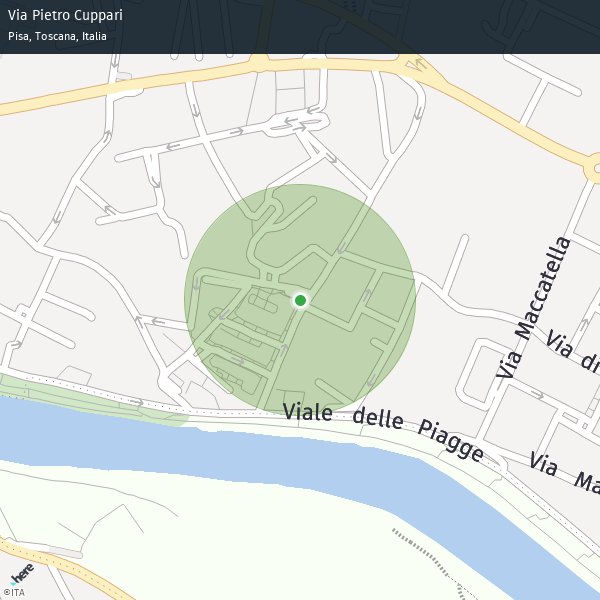 Via Pietro Cuppari
Pisa, Toscana, Italia
Via Maccatella
Via di
Viale delle Piagge
Via Ma
here
©ITA